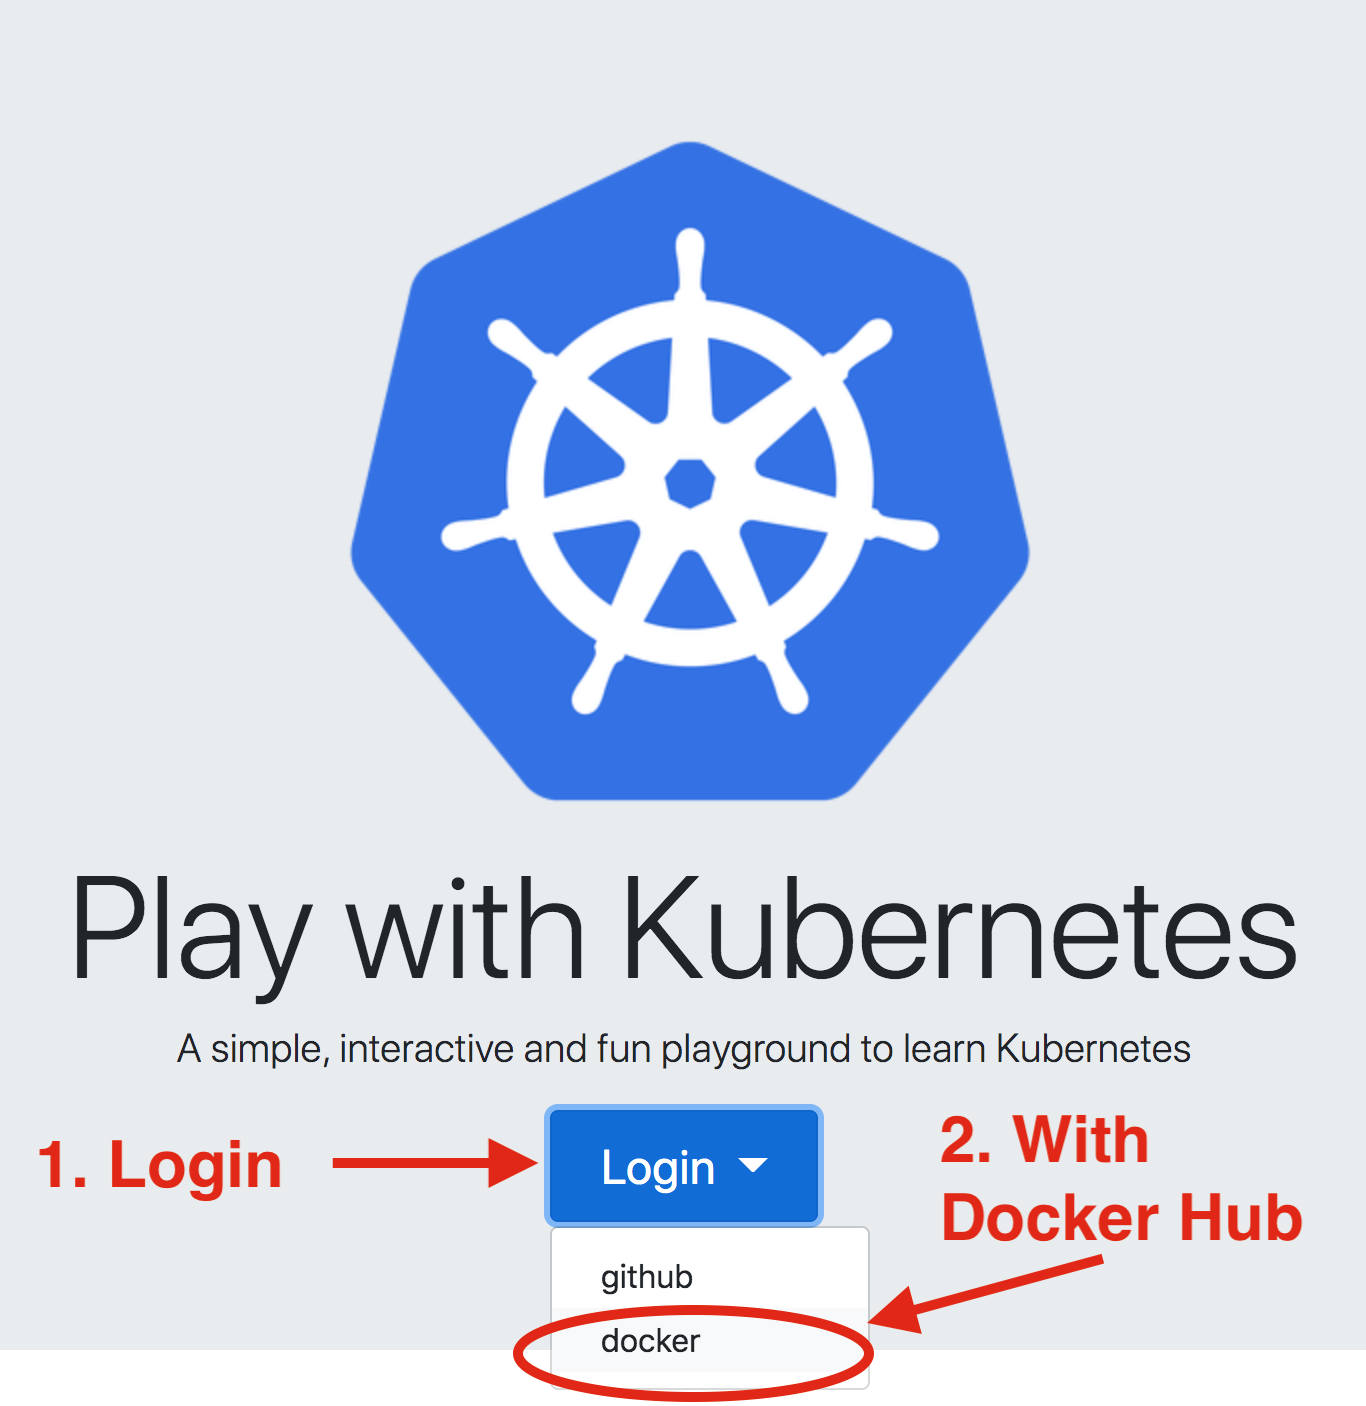 Play with Kubernetes
A simple, interactive and fun playground to learn Kubernetes
1. Login
Login
2. With
Docker Hub
github
docker